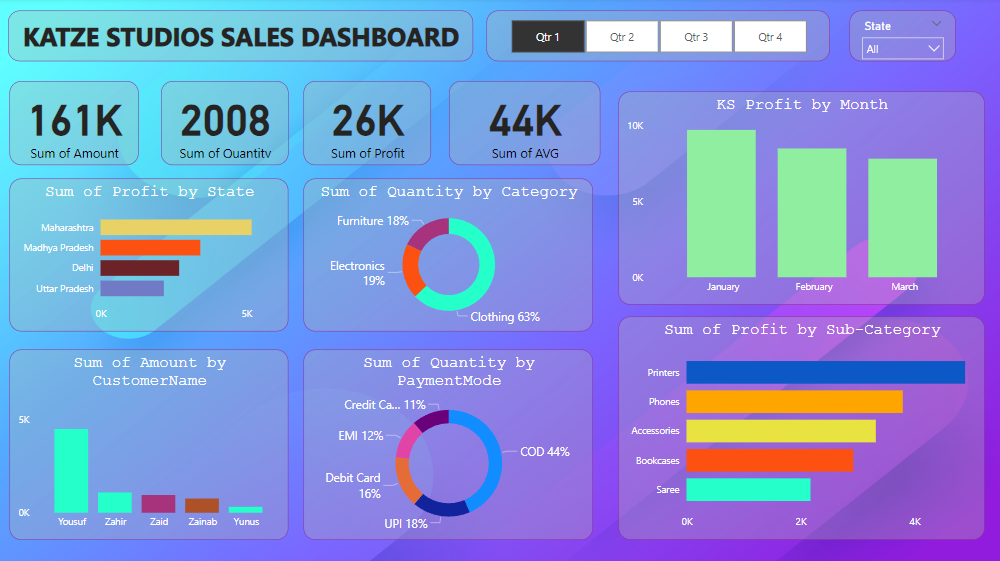 KATZE STUDIOS SALES DASHBOARD
Qtr 1
Qtr 2
Qtr 3
Qtr 4
State
All
161K
Sum of Amount
2008
Sum of Quantity
26K
Sum of Profit
44K
Sum of AVG
KS Profit by Month
10K
5K
0K
January
February
March
Sum of Profit by State
Maharashtra
Madhya Pradesh
Delhi
Uttar Pradesh
0K
5K
Sum of Quantity by Category
Furniture 18%
Electronics
19%
Clothing 63%
Sum of Profit by Sub-Category
Printers
Phones
Accessories
Bookcases
Saree
0K
2K
4K
Sum of Amount by
CustomerName
5K
0K
Yousuf
Zahir
Zaid
Zainab
Yunus
Sum of Quantity by
PaymentMode
Credit Ca... 11%
EMI 12%
Debit Card
16%
UPI 18%
COD 44%